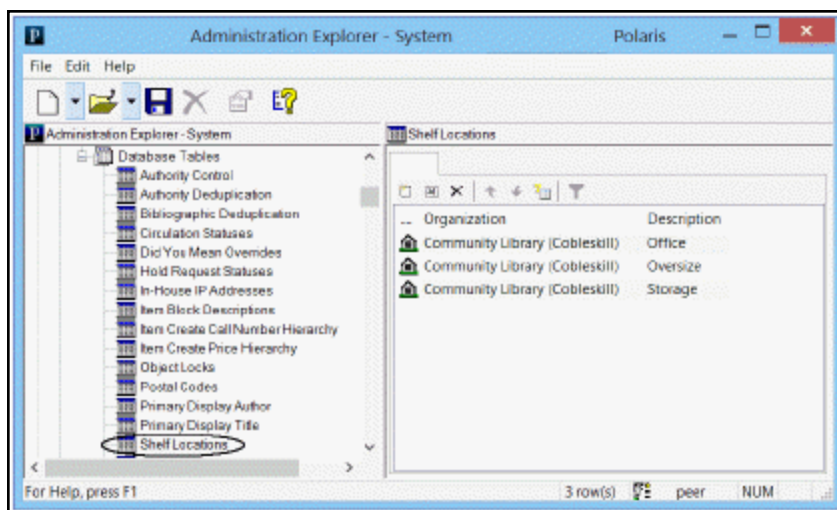 Administration Explorer - System Polaris
File Edit Help
Administration Explorer - System
Shelf Locations
Database Tables
Authority Control
Authority Deduplication
Bibliographic Deduplication
Circulation Statuses
Did You Mean Overrides
Hold Request Statuses
In-House IP Addresses
Item Block Descriptions
Item Create Call Number Hierarchy
Item Create Price Hierarchy
Object Locks
Postal Codes
Primary Display Author
Primary Display Title
Shelf Locations
... Organization Description
Community Library (Cobleskill) Office
Community Library (Cobleskill) Oversize
Community Library (Cobleskill) Storage
For Help, press F1 3 row(s) peer NUM